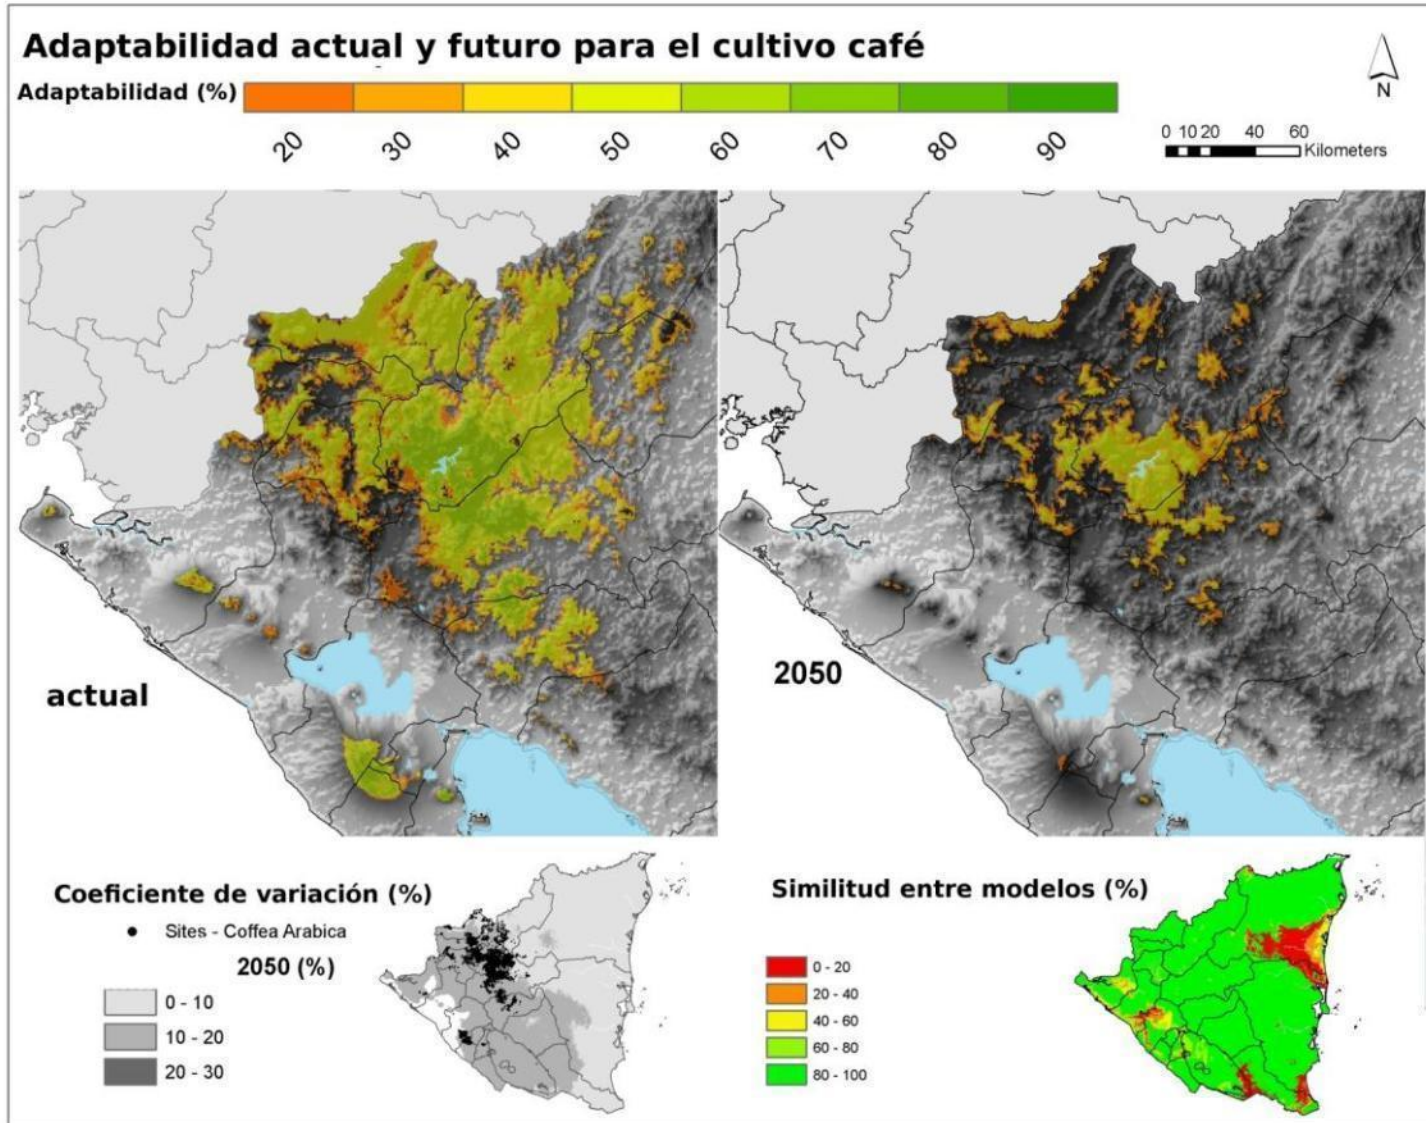 Adaptabilidad actual y futuro para el cultivo café
Adaptabilidad (%)
20 30 40 50 60 70 80 90
N
0 10 20 40 60
Kilometers
actual
2050
Coeficiente de variación (%)
Sites - Coffea Arabica
2050 (%)
0 - 10
10 - 20
20 - 30
Similitud entre modelos (%)
0 - 20
20 - 40
40 - 60
60 - 80
80 - 100